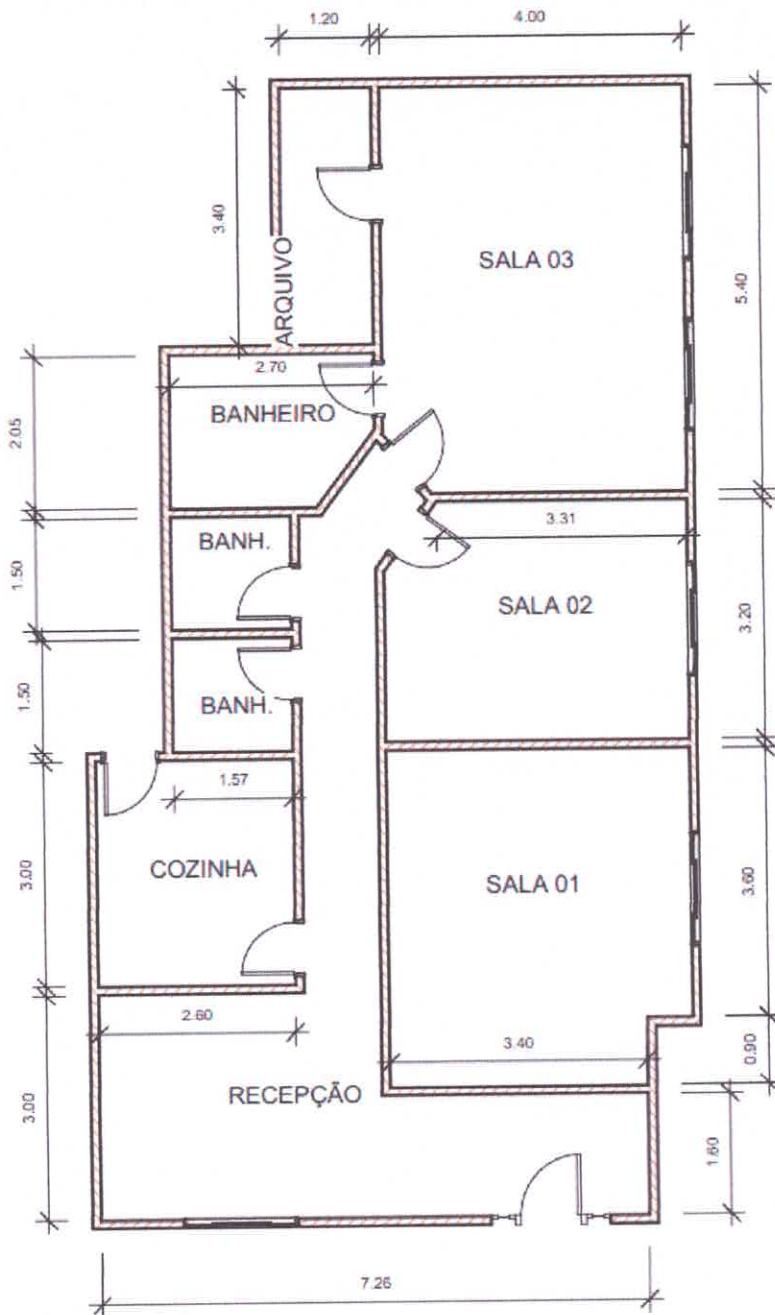 1.20
4.00
3.40
5.40
SALA 03
ARQUIVO
2.70
BANHEIRO
2.05
3.31
BANH.
1.50
SALA 02
3.20
1.50
BANH.
1.57
COZINHA
SALA 01
3.00
3.60
2.60
3.40
0.90
RECEPÇÃO
3.00
1.60
7.26